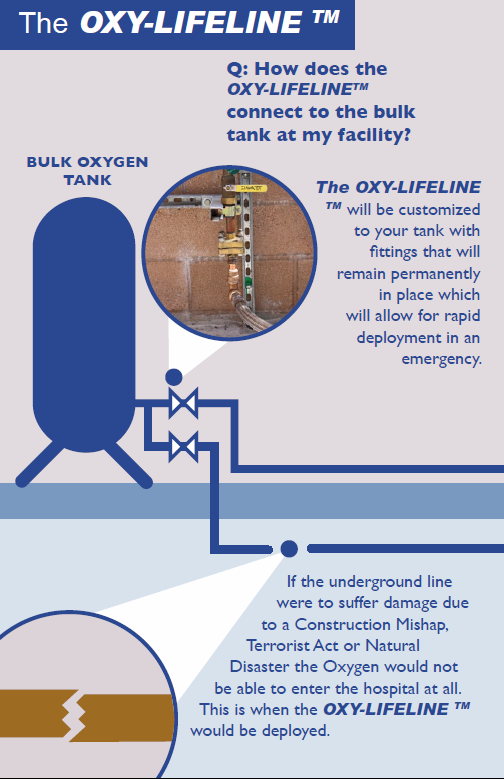 The OXY-LIFELINE ™
Q: How does the
OXY-LIFELINE™
connect to the bulk
tank at my facility?
BULK OXYGEN
TANK
The OXY-LIFELINE
™ will be customized
to your tank with
fittings that will
remain permanently
in place which
will allow for rapid
deployment in an
emergency.
If the underground line
were to suffer damage due
to a Construction Mishap,
Terrorist Act or Natural
Disaster the Oxygen would not
be able to enter the hospital at all.
This is when the OXY-LIFELINE ™
would be deployed.